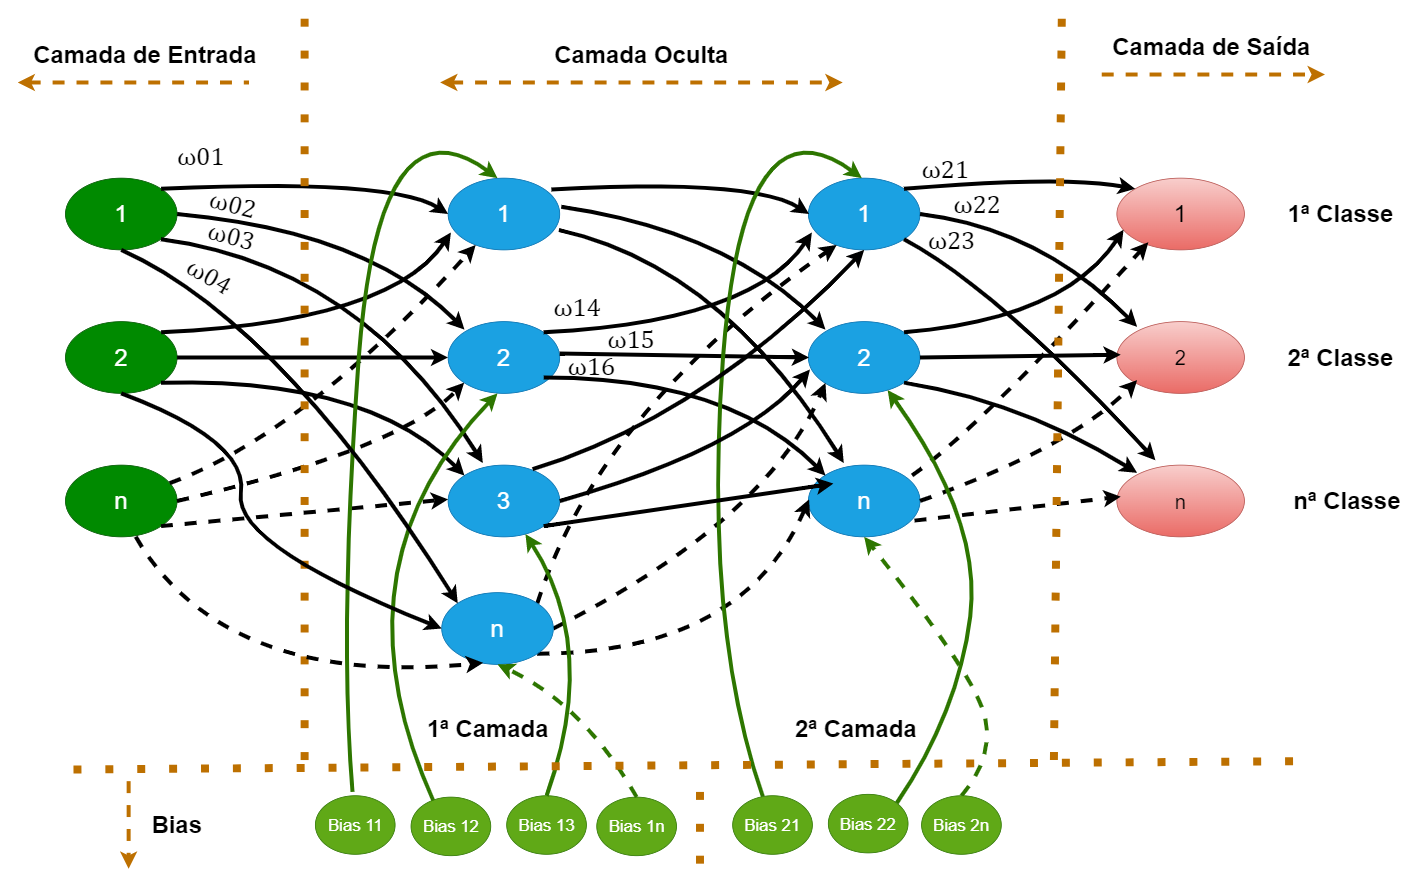 Camada de Entrada
Camada Oculta
Camada de Saída
ω01
ω02
ω03
ω04
ω14
ω15
ω16
ω21
ω22
ω23
1
1
1
1
1ª Classe
2
2
2
2
2ª Classe
n
3
n
n
nª Classe
n
1ª Camada
2ª Camada
Bias
Bias 11
Bias 12
Bias 13
Bias 1n
Bias 21
Bias 22
Bias 2n